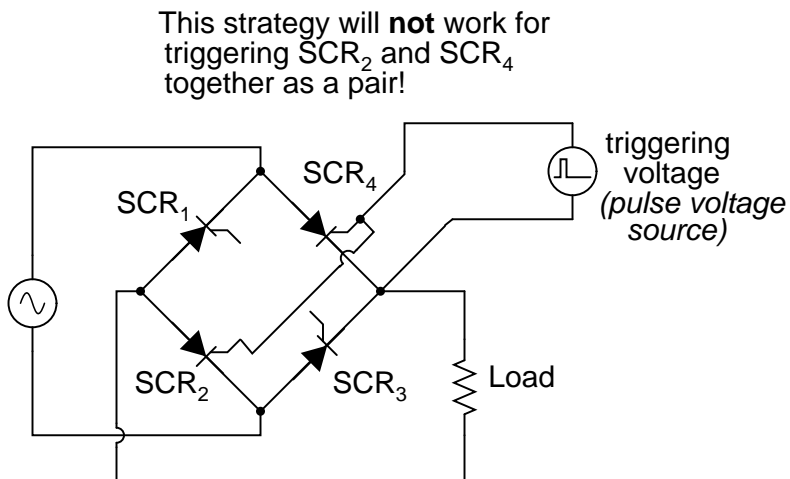 This strategy will not work for
triggering SCR2 and SCR4
together as a pair!
triggering
voltage
(pulse voltage
source)
SCR4
SCR1
SCR2
SCR3
Load